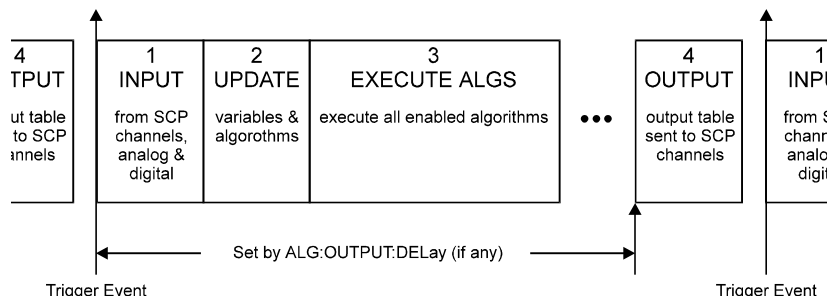 4
TPUT
ut table
to SCP
annels
1
INPUT
from SCP
channels,
analog &
digital
2
UPDATE
variables &
algorothms
3
EXECUTE ALGS
execute all enabled algorithms
•••
4
OUTPUT
output table
sent to SCP
channels
1
INPU
from S
chann
analo
digit
Set by ALG:OUTPUT:DELay (if any)
Trigger Event
Trigger Event